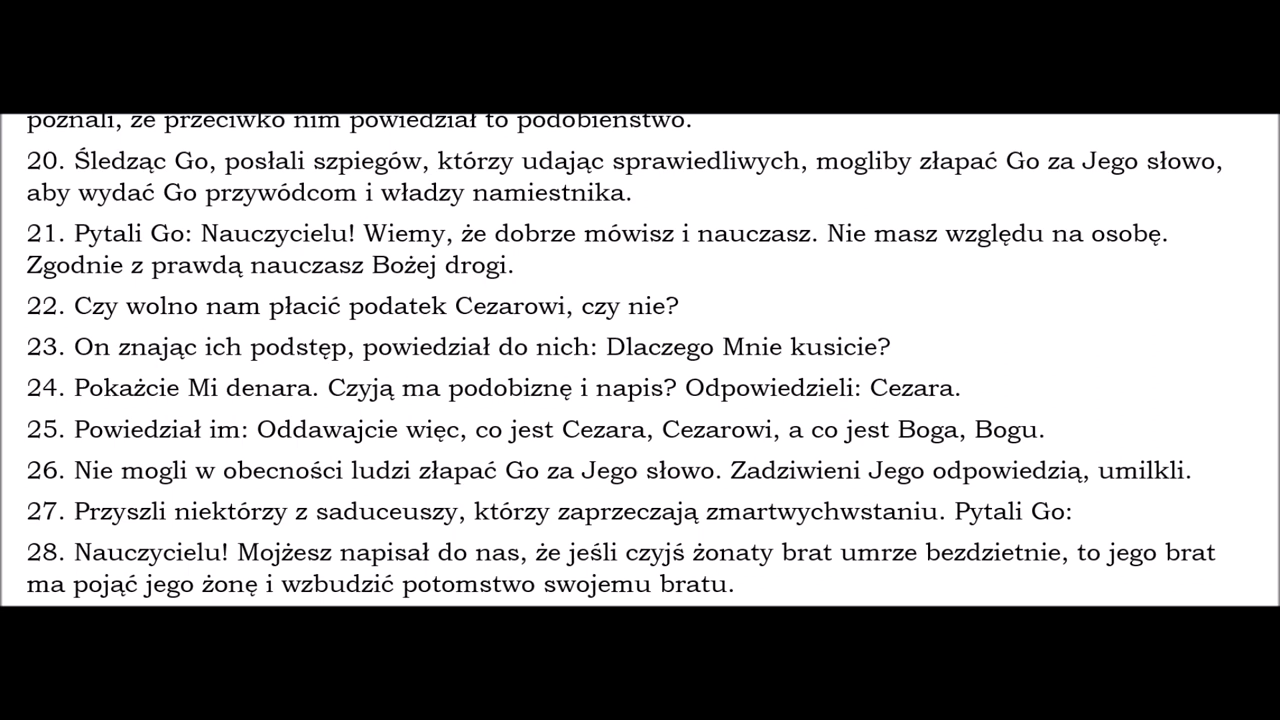 poznali, że przeciwko nim powiedział to podobieństwo.
20. Śledząc Go, posłali szpiegów, którzy udając sprawiedliwych, mogliby złapać Go za Jego słowo,
aby wydać Go przywódcom i władzy namiestnika.
21. Pytali Go: Nauczycielu! Wiemy, że dobrze mówisz i nauczasz. Nie masz względu na osobę.
Zgodnie z prawdą nauczasz Bożej drogi.
22. Czy wolno nam płacić podatek Cezarowi, czy nie?
23. On znając ich podstęp, powiedział do nich: Dlaczego Mnie kusicie?
24. Pokażcie Mi denara. Czyją ma podobiznę i napis? Odpowiedzieli: Cezara.
25. Powiedział im: Oddawajcie więc, co jest Cezara, Cezarowi, a co jest Boga, Bogu.
26. Nie mogli w obecności ludzi złapać Go za Jego słowo. Zadziwieni Jego odpowiedzią, umilkli.
27. Przyszli niektórzy z saduceuszy, którzy zaprzeczają zmartwychwstaniu. Pytali Go:
28. Nauczycielu! Mojżesz napisał do nas, że jeśli czyjś żonaty brat umrze bezdzietnie, to jego brat
ma pojąć jego żonę i wzbudzić potomstwo swojemu bratu.